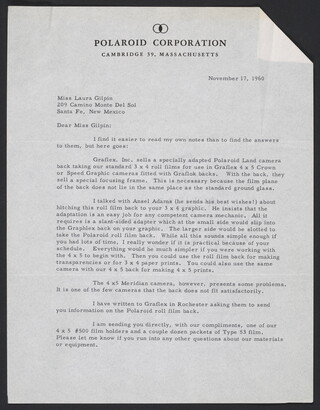 POLAROID CORPORATION
CAMBRIDGE 39, MASSACHUSETTS
November 17, 1960
Miss Laura Gilpin
209 Camino Monte Del Sol
Santa Fe, New Mexico
Dear Miss Gilpin:
I find it easier to send my own notes than to find the answers
to them, but here goes:
Graflex, Inc. sells a specially adapted Polaroid Land camera
back taking our standard 3 x 4 roll films for use in Graflex 4 x 5 Crown
or Speed Graphic cameras fitted with Graflok backs. With the back, they
sell a special focusing frame. This is necessary because the film plane
of the back does not lie in the same place as the standard ground glass.
I talked with Ansel Adams (he sends his best wishes!) about
hitching this roll film back to your 3 x 4 graphic. He insists that the
adaptation is an easy job for any competent camera mechanic. All it
requires is a slant-sided adapter which at the small side would slip into
the Graphlex back on your graphic. The larger side would be slotted to
take the Polaroid roll film back. While all this sounds simple enough if
you had lots of time, I really wonder if it is practical because of your
schedule. Everything would be much simpler if you were working with
the 4 x 5 to begin with. Then you could use the roll film back for making
transparencies or for 3 x 4 paper prints. You could also use the same
camera with our 4 x 5 back for making 4 x 5 prints.
The 4 x5 Meridian camera, however, presents some problems.
It is one of the few cameras that the back does not fit satisfactorily.
I have written to Graflex in Rochester asking them to send
you information on the Polaroid roll film back.
I am sending you directly, with our compliments, one of our
4 x 5 #500 film holders and a couple dozen packets of Type 53 film.
Please let me know if you run into any other questions about our materials
or equipment.